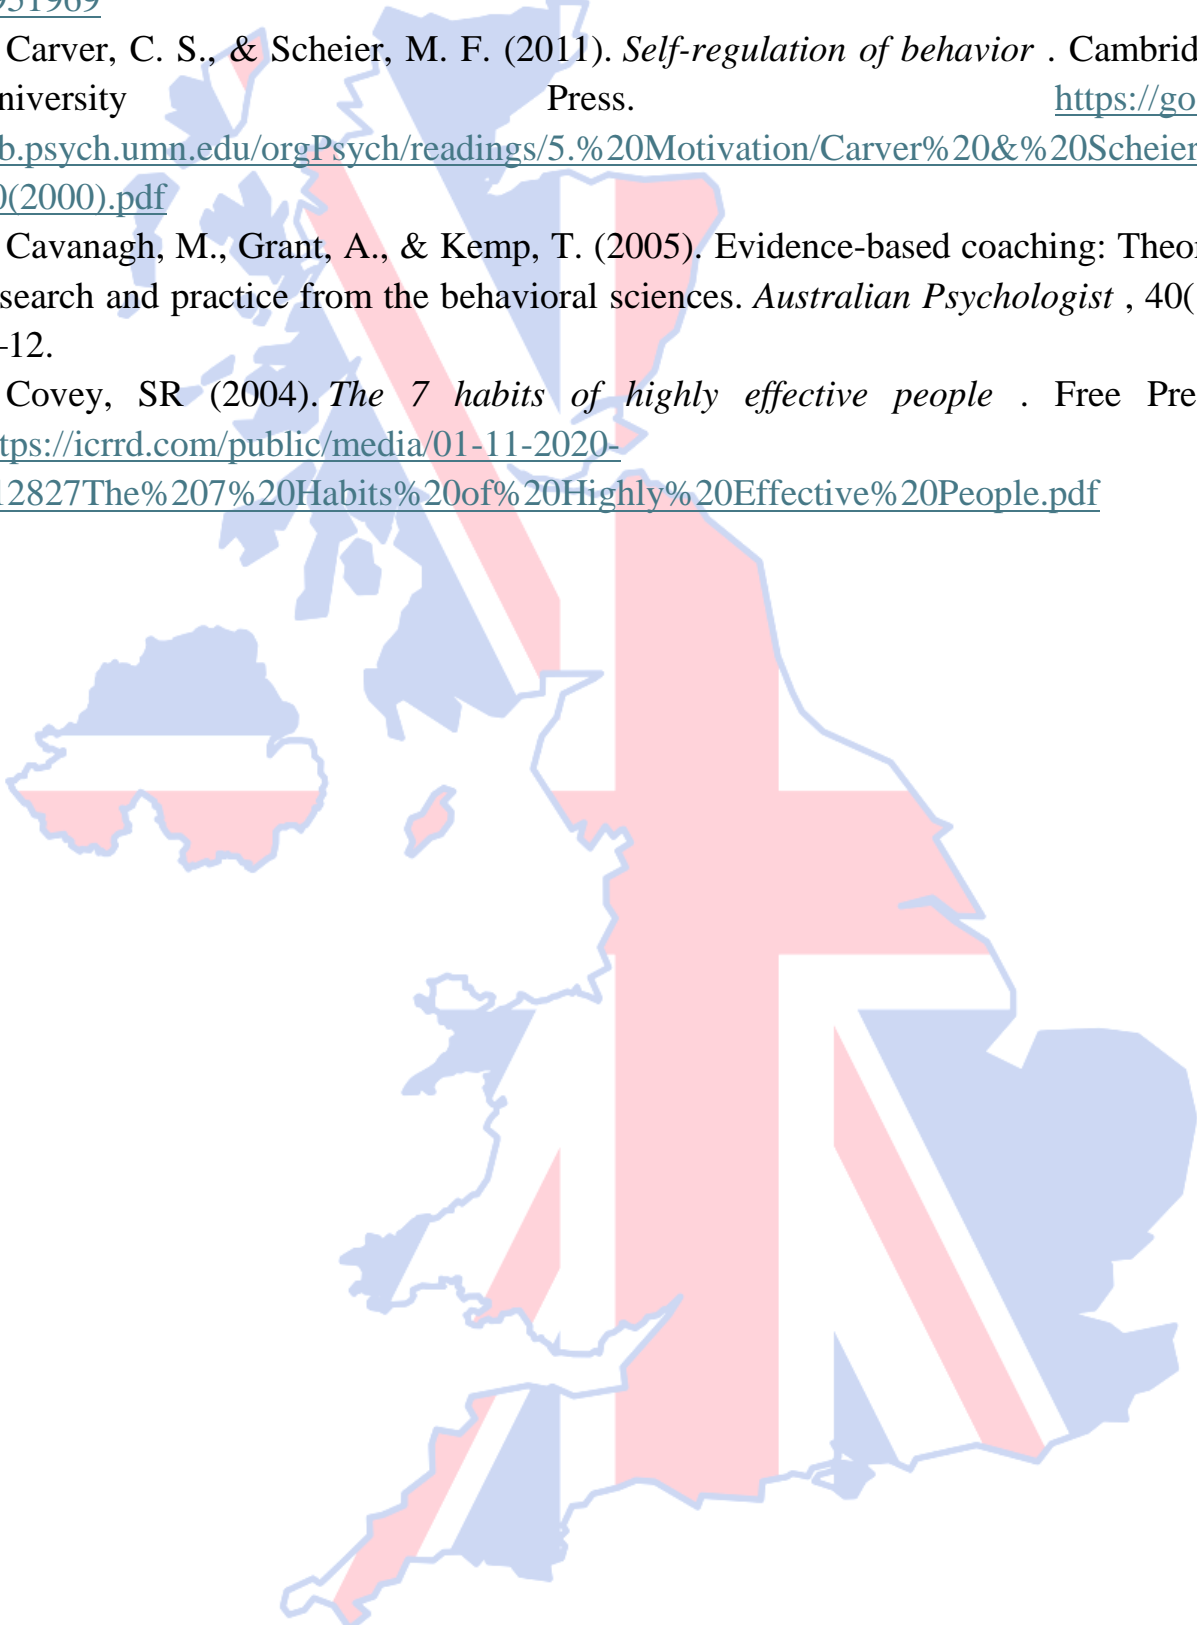 951969
Carver, C. S., & Scheier, M. F. (2011). Self-regulation of behavior . Cambrid
niversity Press. https://go
b.psych.umn.edu/orgPsych/readings/5.%20Motivation/Carver%20&%20Scheier
0(2000).pdf
Cavanagh, M., Grant, A., & Kemp, T. (2005). Evidence-based coaching: Theor
search and practice from the behavioral sciences. Australian Psychologist , 40(
–12.
Covey, SR (2004). The 7 habits of highly effective people . Free Pre
tps://icrrd.com/public/media/01-11-2020-
12827The%207%20Habits%20of%20Highly%20Effective%20People.pdf